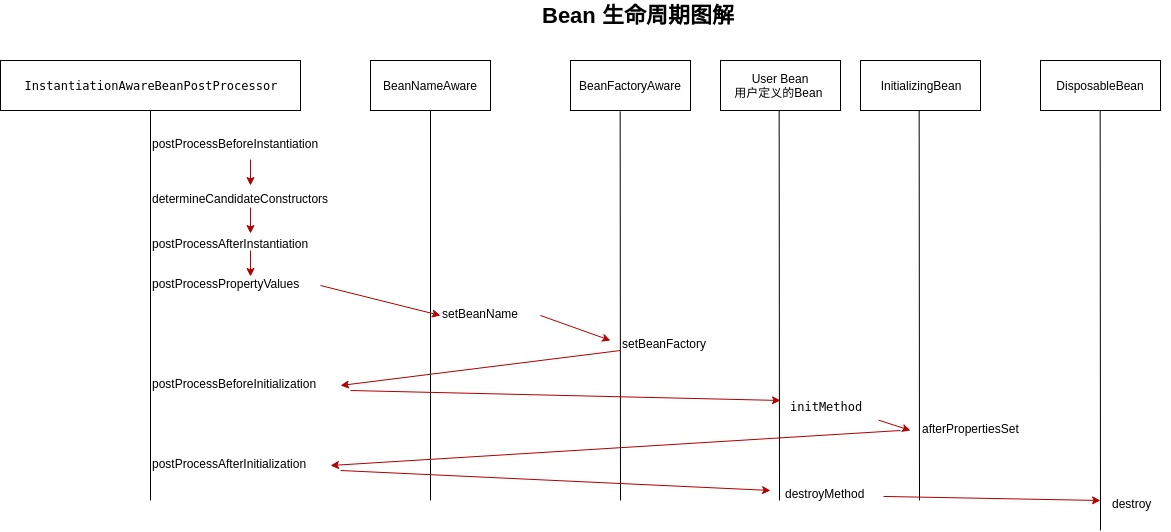 Bean 生命周期图解
InstantiationAwareBeanPostProcessor
BeanNameAware
BeanFactoryAware
User Bean
用户定义的Bean
InitializingBean
DisposableBean
postProcessBeforeInstantiation
determineCandidateConstructors
postProcessAfterInstantiation
postProcessPropertyValues
setBeanName
setBeanFactory
postProcessBeforeInitialization
initMethod
afterPropertiesSet
postProcessAfterInitialization
destroyMethod
destroy